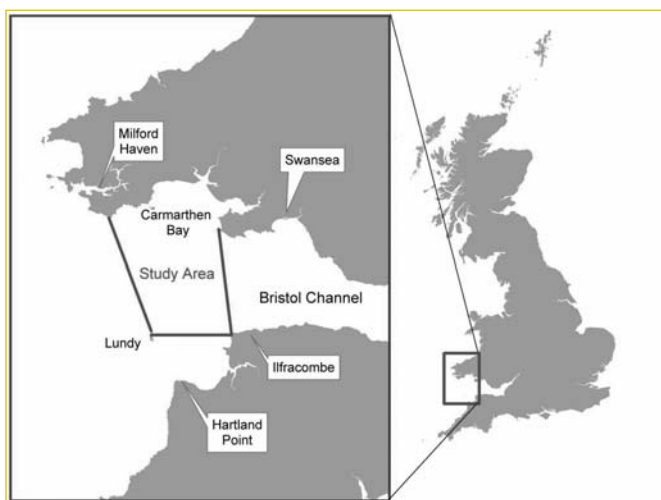 Milford
Haven
Swansea
Carmarthen
Bay
Study Area
Bristol Channel
Lundy
Ilfracombe
Hartland
Point